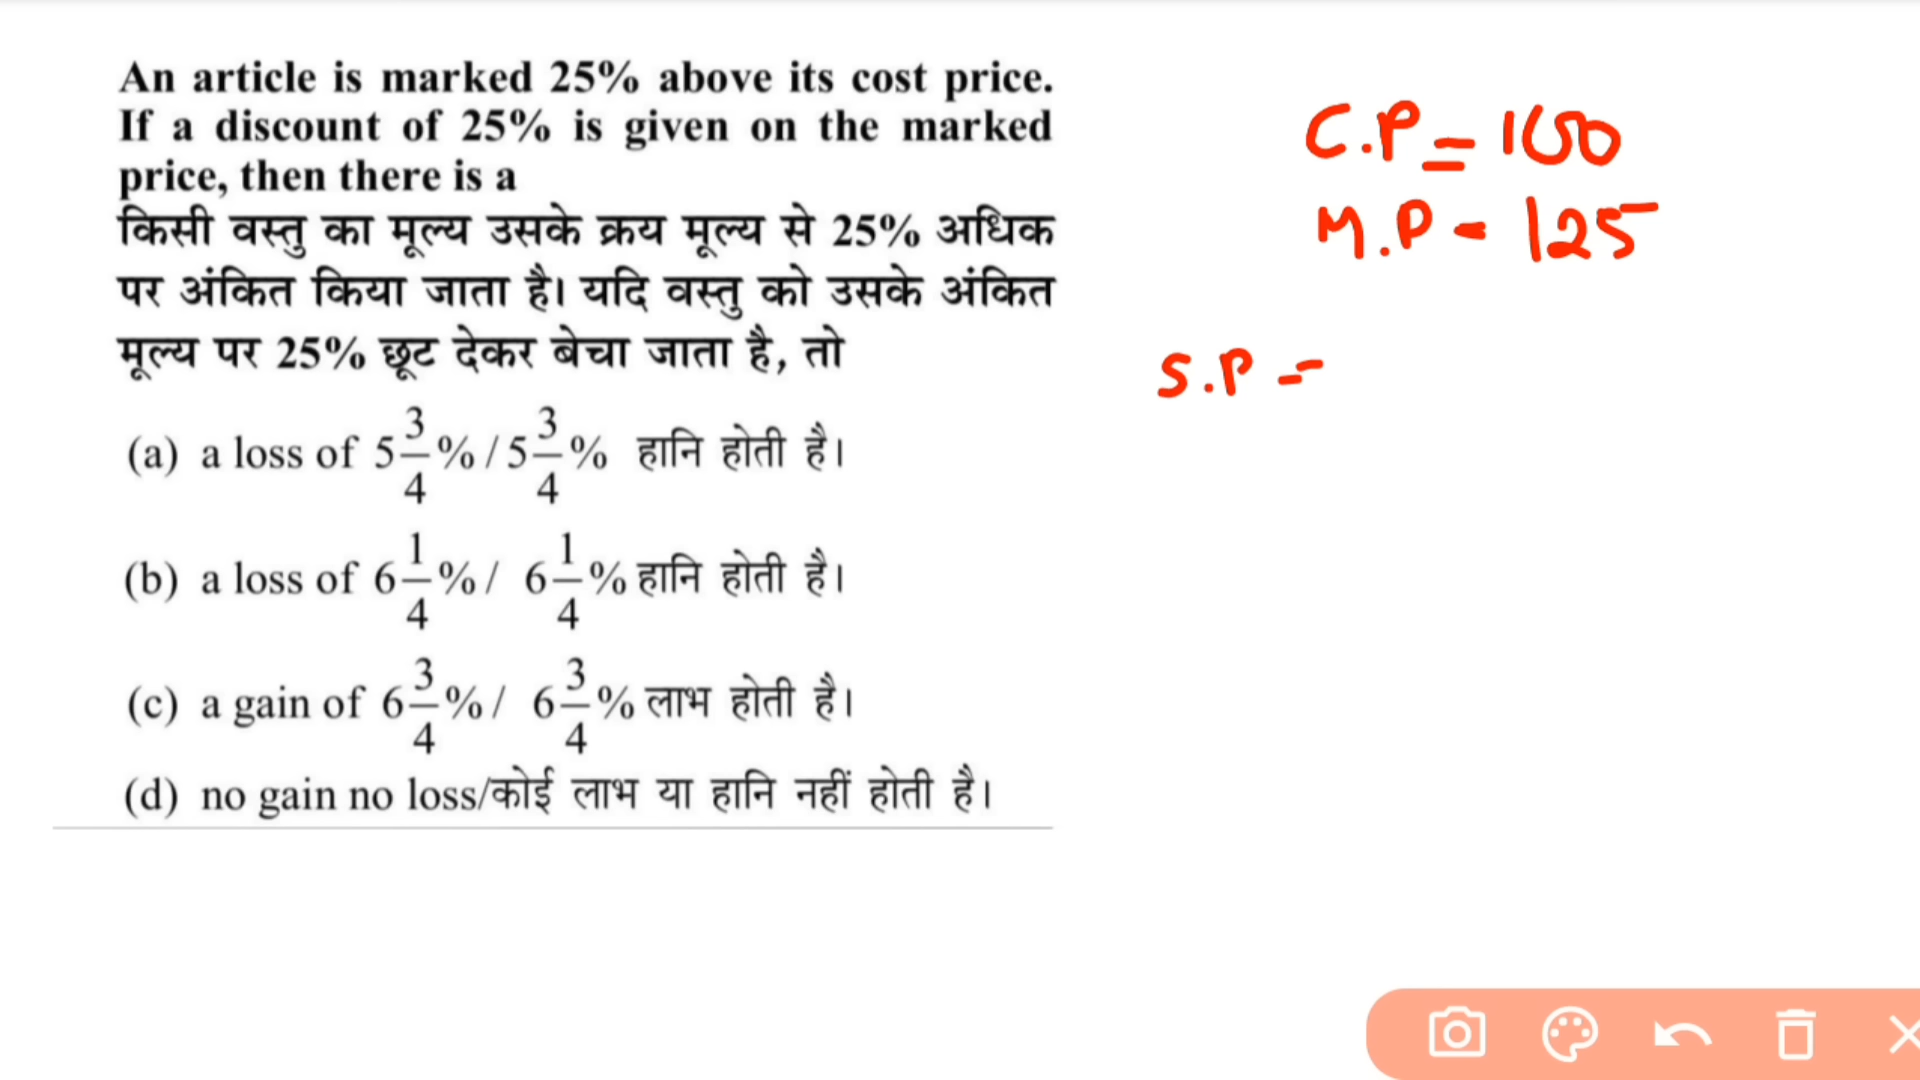 An article is marked 25% above its cost price.
If a discount of 25% is given on the marked
price, then there is a
किसी वस्तु का मूल्य उसके क्रय मूल्य से 25% अधिक
पर अंकित किया जाता है। यदि वस्तु को उसके अंकित
मूल्य पर 25% छूट देकर बेचा जाता है, तो
(a) a loss of 5 3/4 % / 5 3/4 % हानि होती है।
(b) a loss of 6 1/4 % / 6 1/4 % हानि होती है।
(c) a gain of 6 3/4 % / 6 3/4 % लाभ होती है।
(d) no gain no loss/कोई लाभ या हानि नहीं होती है।
C.P = 100
M.P = 125
S.P =